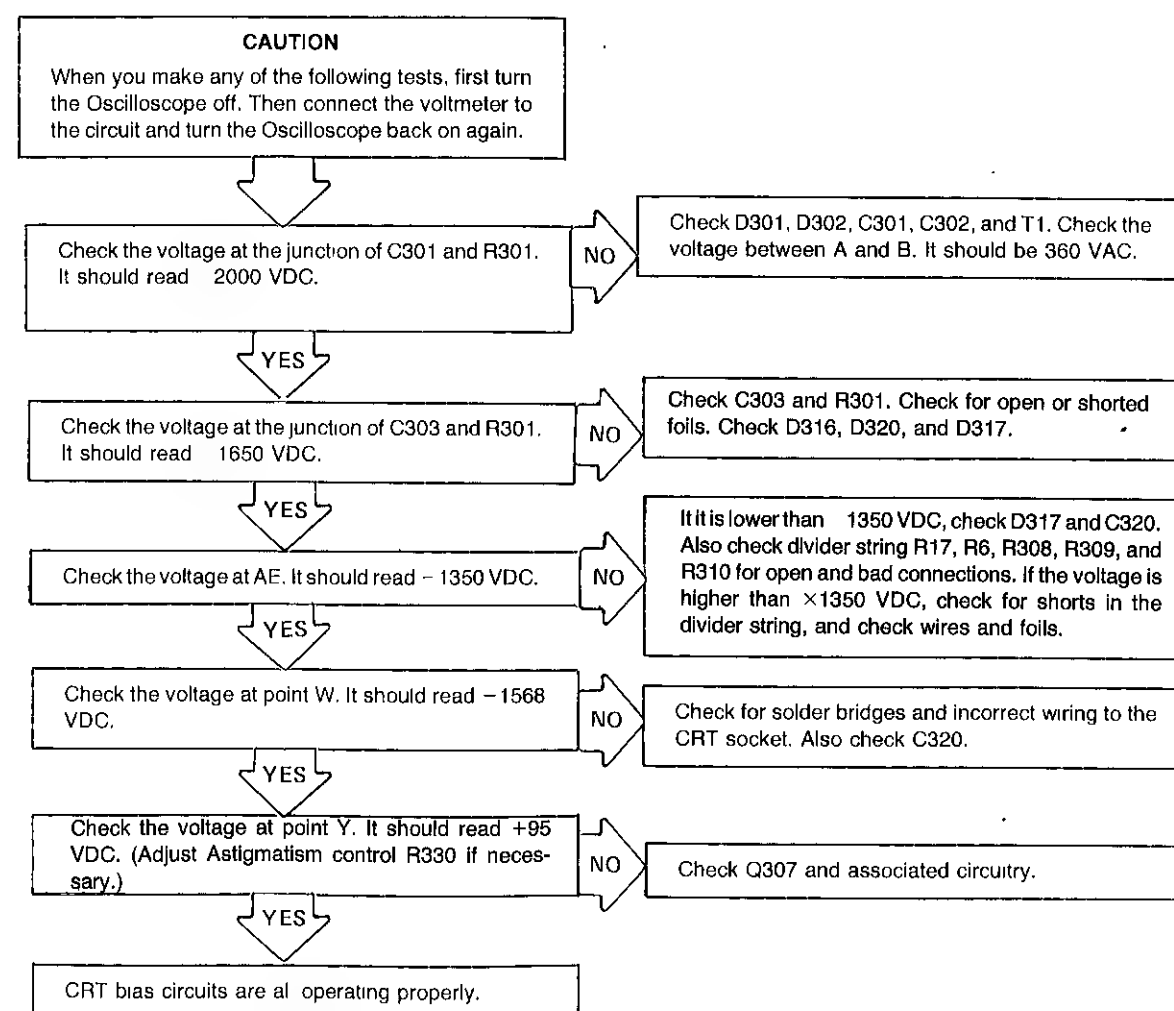 CAUTION
When you make any of the following tests, first turn
the Oscilloscope off. Then connect the voltmeter to
the circuit and turn the Oscilloscope back on again.
Check the voltage at the junction of C301 and R301.
It should read 2000 VDC.
NO
Check D301, D302, C301, C302, and T1. Check the
voltage between A and B. It should be 360 VAC.
YES
Check the voltage at the junction of C303 and R301.
It should read 1650 VDC.
NO
Check C303 and R301. Check for open or shorted
foils. Check D316, D320, and D317.
YES
Check the voltage at AE. It should read - 1350 VDC.
NO
It it is lower than 1350 VDC, check D317 and C320.
Also check divider string R17, R6, R308, R309, and
R310 for open and bad connections. If the voltage is
higher than ×1350 VDC, check for shorts in the
divider string, and check wires and foils.
YES
Check the voltage at point W. It should read −1568
VDC.
NO
Check for solder bridges and incorrect wiring to the
CRT socket. Also check C320.
YES
Check the voltage at point Y. It should read +95
VDC. (Adjust Astigmatism control R330 if neces-
sary.)
NO
Check Q307 and associated circuitry.
YES
CRT bias circuits are al operating properly.